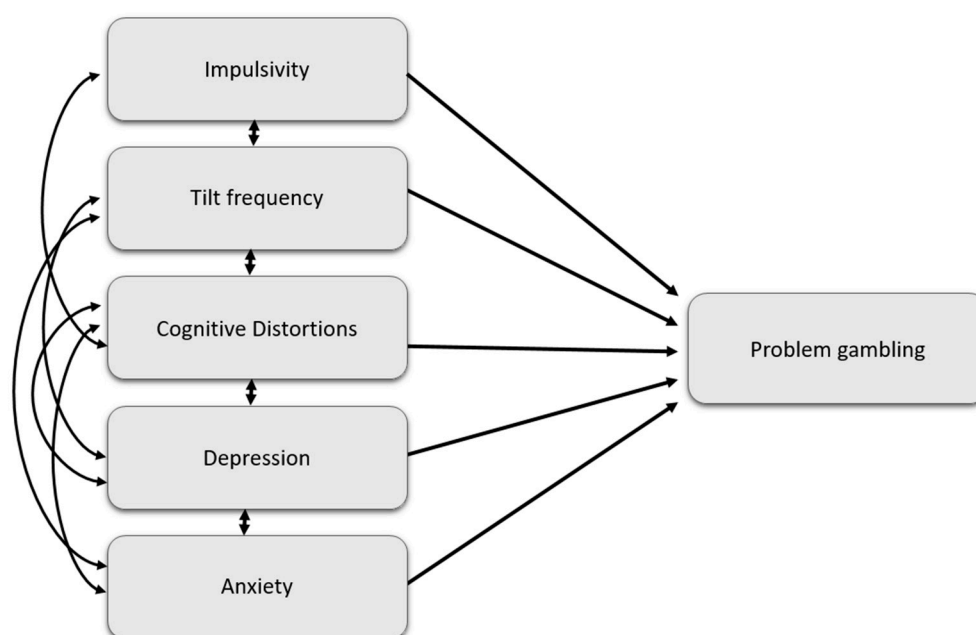 Impulsivity
Tilt frequency
Cognitive Distortions
Problem gambling
Depression
Anxiety